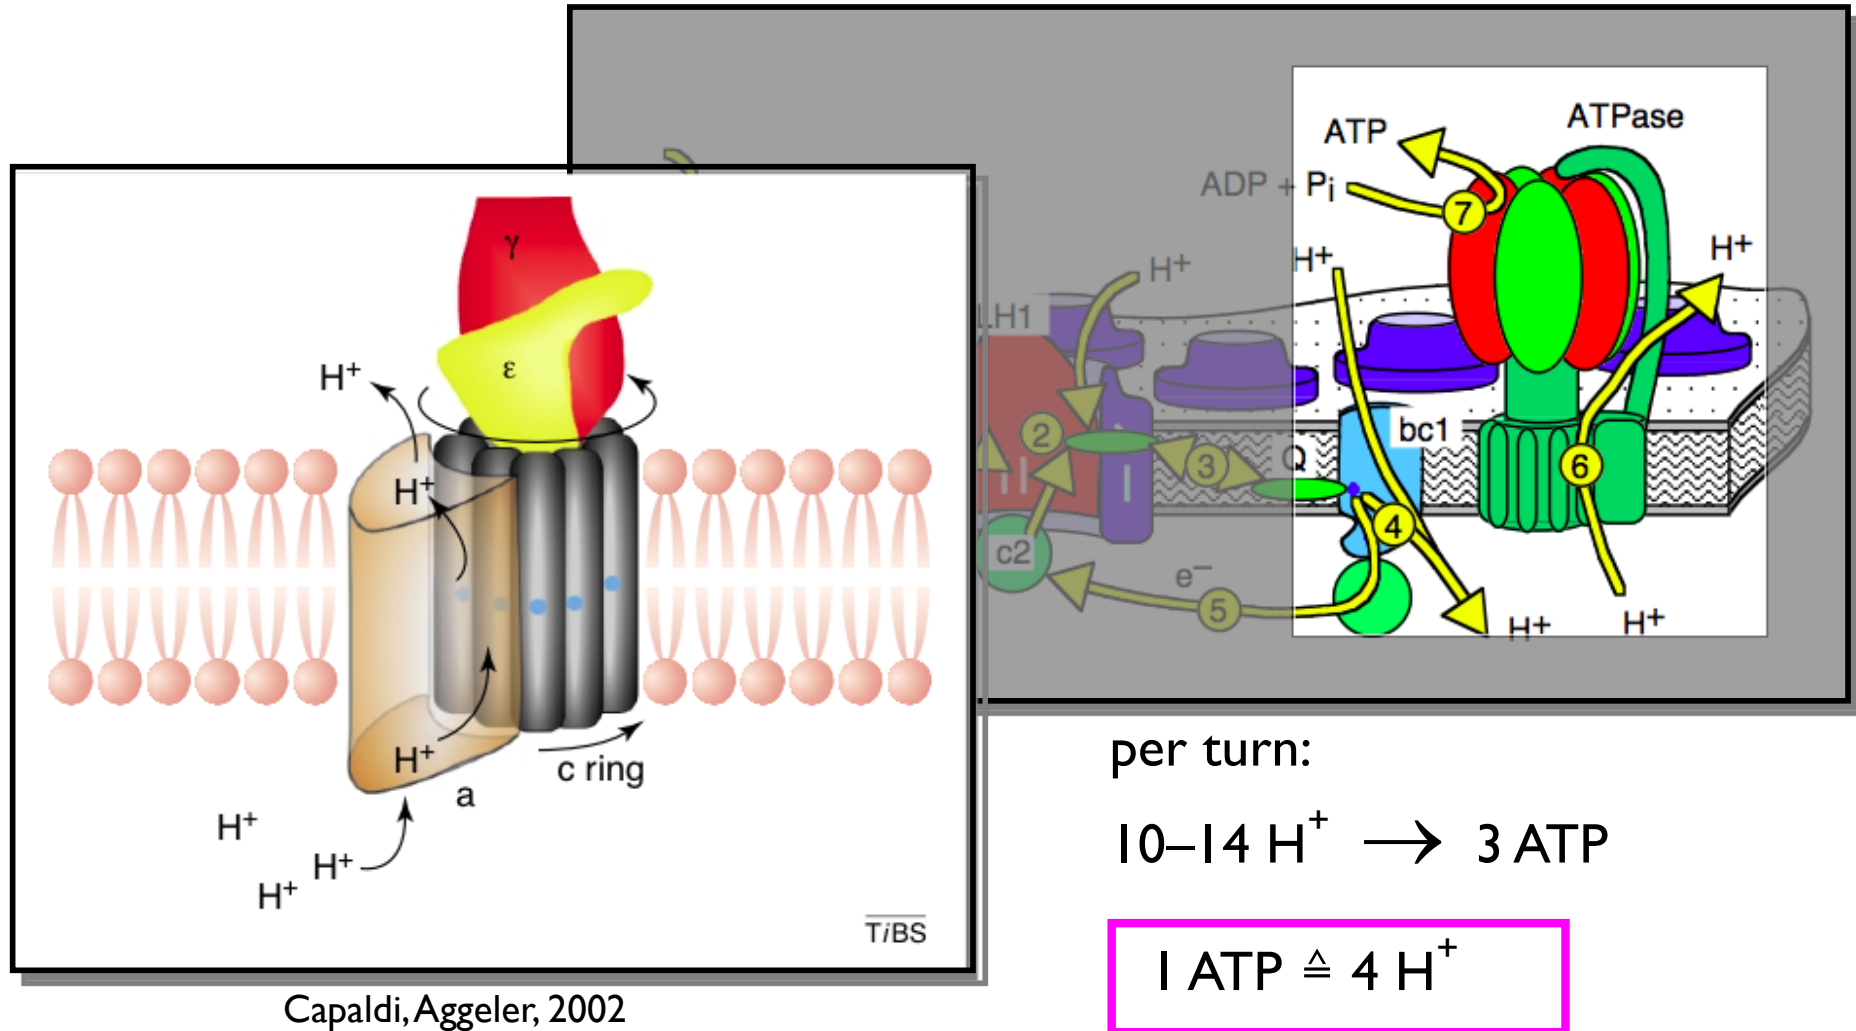 γ
ε
H⁺
H⁺
H⁺
a
c ring
H⁺
H⁺
H⁺
TiBS
Capaldi, Aggeler, 2002
ATP
ATPase
ADP + Pi
7
H⁺
H⁺
H⁺
LH1
bc1
2
3
Q
6
II
I
4
c2
e⁻
5
H⁺
H⁺
per turn:
10–14 H⁺ → 3 ATP
1 ATP ≙ 4 H⁺